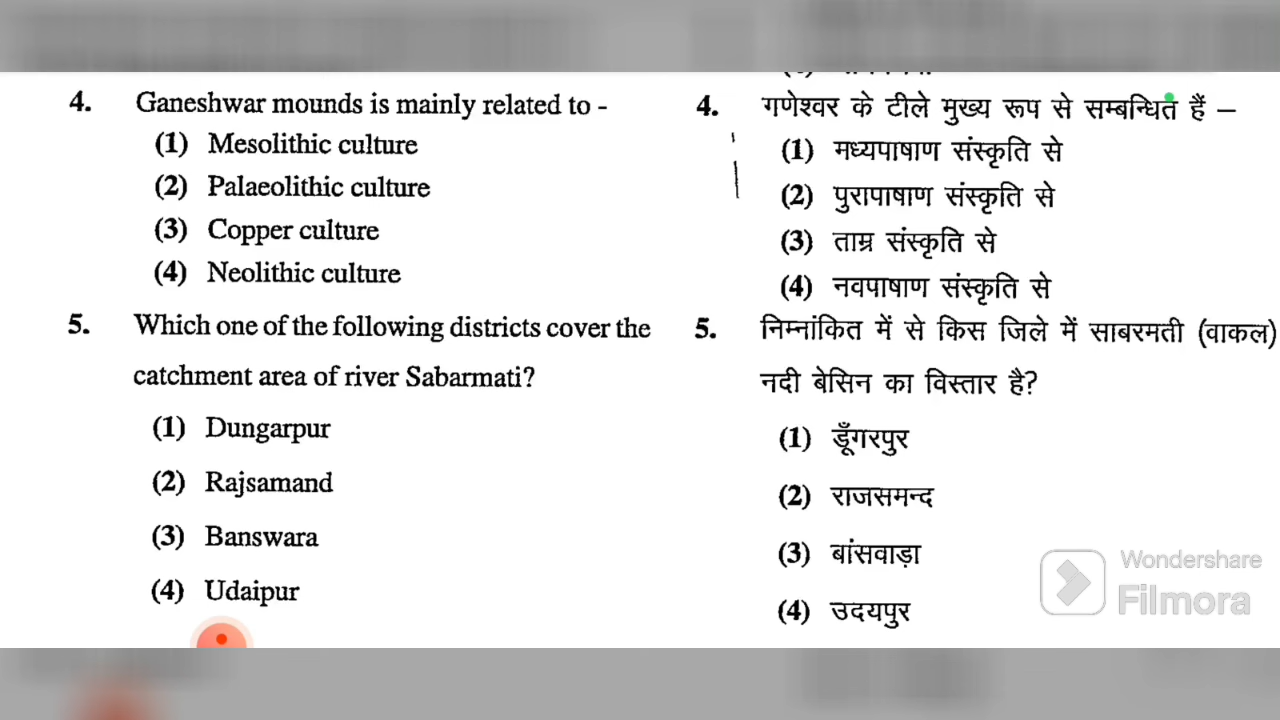 4. Ganeshwar mounds is mainly related to -
(1) Mesolithic culture
(2) Palaeolithic culture
(3) Copper culture
(4) Neolithic culture
5. Which one of the following districts cover the
catchment area of river Sabarmati?
(1) Dungarpur
(2) Rajsamand
(3) Banswara
(4) Udaipur
4. गणेश्वर के टीले मुख्य रूप से सम्बन्धित हैं –
(1) मध्यपाषाण संस्कृति से
(2) पुरापाषाण संस्कृति से
(3) ताम्र संस्कृति से
(4) नवपाषाण संस्कृति से
5. निम्नांकित में से किस जिले में साबरमती (वाकल)
नदी बेसिन का विस्तार है?
(1) डूँगरपुर
(2) राजसमन्द
(3) बांसवाड़ा
(4) उदयपुर
Wondershare
Filmora